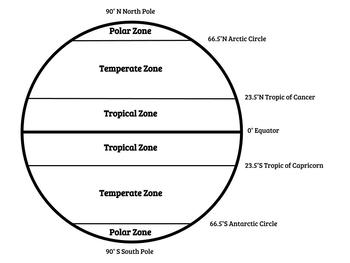 90° N North Pole
Polar Zone
66.5°N Arctic Circle
Temperate Zone
23.5°N Tropic of Cancer
Tropical Zone
0° Equator
Tropical Zone
23.5°S Tropic of Capricorn
Temperate Zone
66.5°S Antarctic Circle
Polar Zone
90° S South Pole